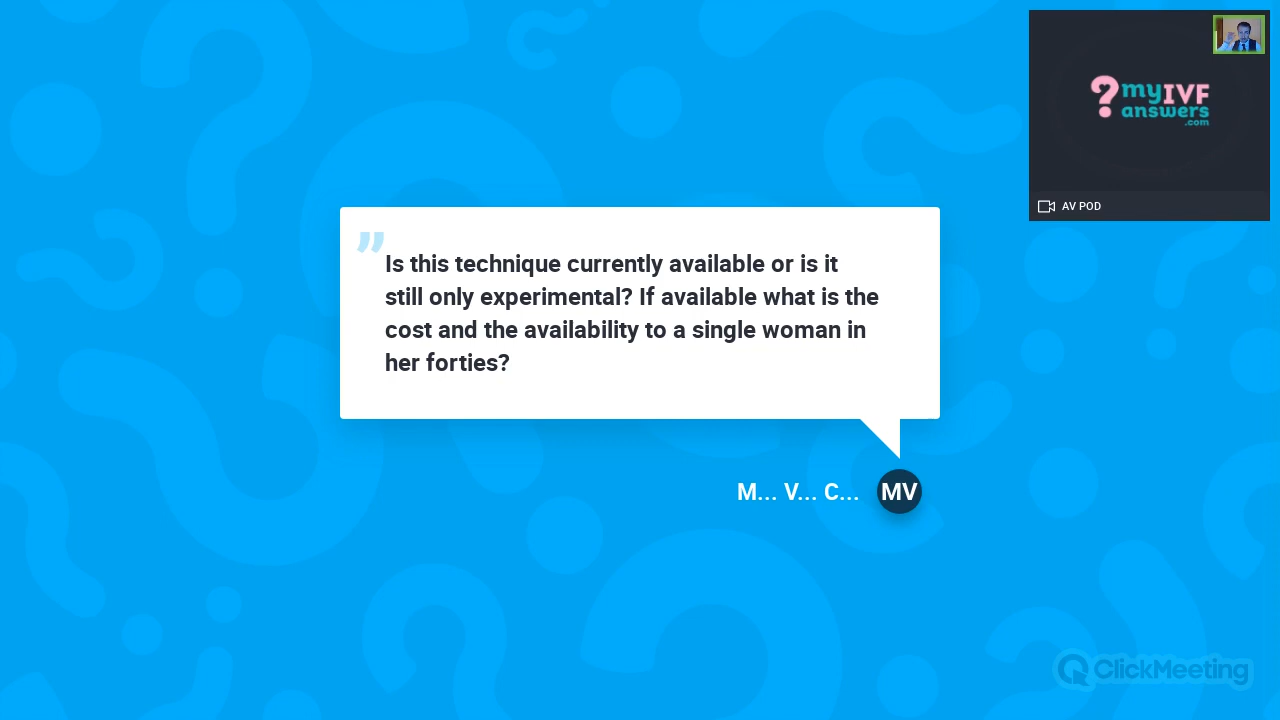 ? myIVF
answers
.com
AV POD
” Is this technique currently available or is it
still only experimental? If available what is the
cost and the availability to a single woman in
her forties?
M... V... C... MV
ClickMeeting